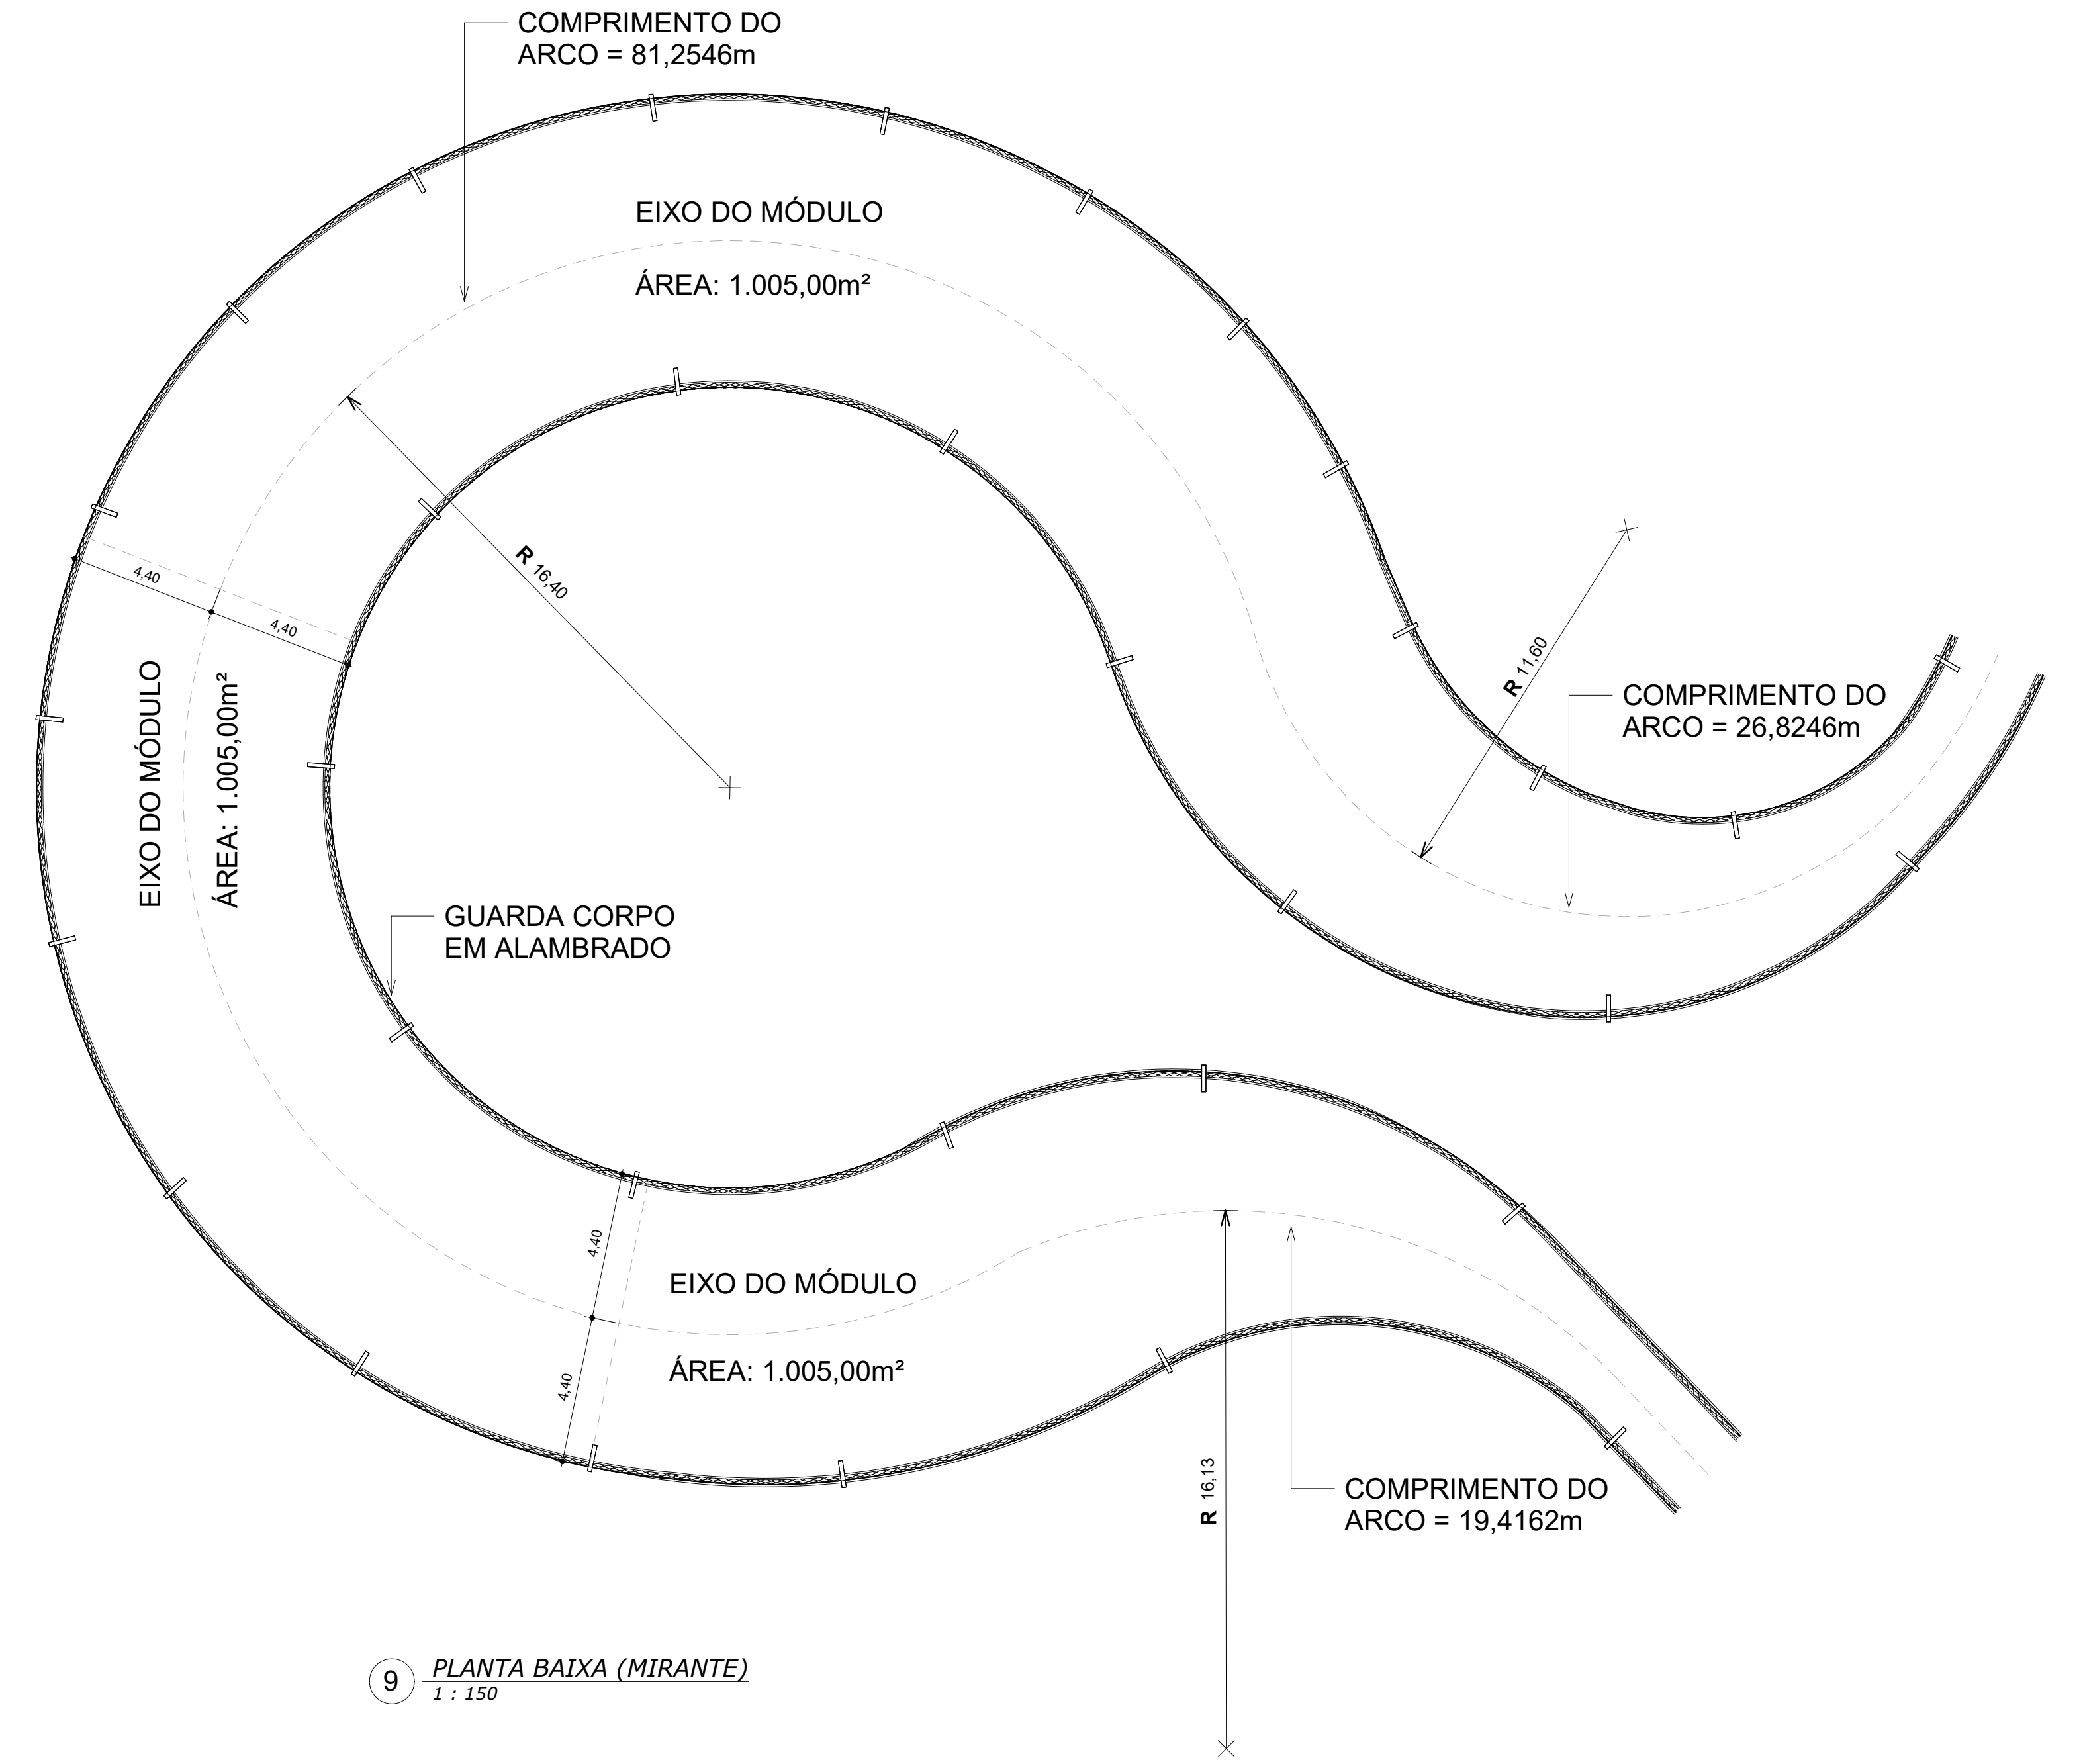 COMPRIMENTO DO
ARCO = 81,2546m
EIXO DO MÓDULO
ÁREA: 1.005,00m²
R 16,40
4,40
4,40
R 11,60
COMPRIMENTO DO
ARCO = 26,8246m
EIXO DO MÓDULO
ÁREA: 1.005,00m²
GUARDA CORPO
EM ALAMBRADO
4,40
EIXO DO MÓDULO
4,40
ÁREA: 1.005,00m²
R 16,13
COMPRIMENTO DO
ARCO = 19,4162m
9
PLANTA BAIXA (MIRANTE)
1 : 150